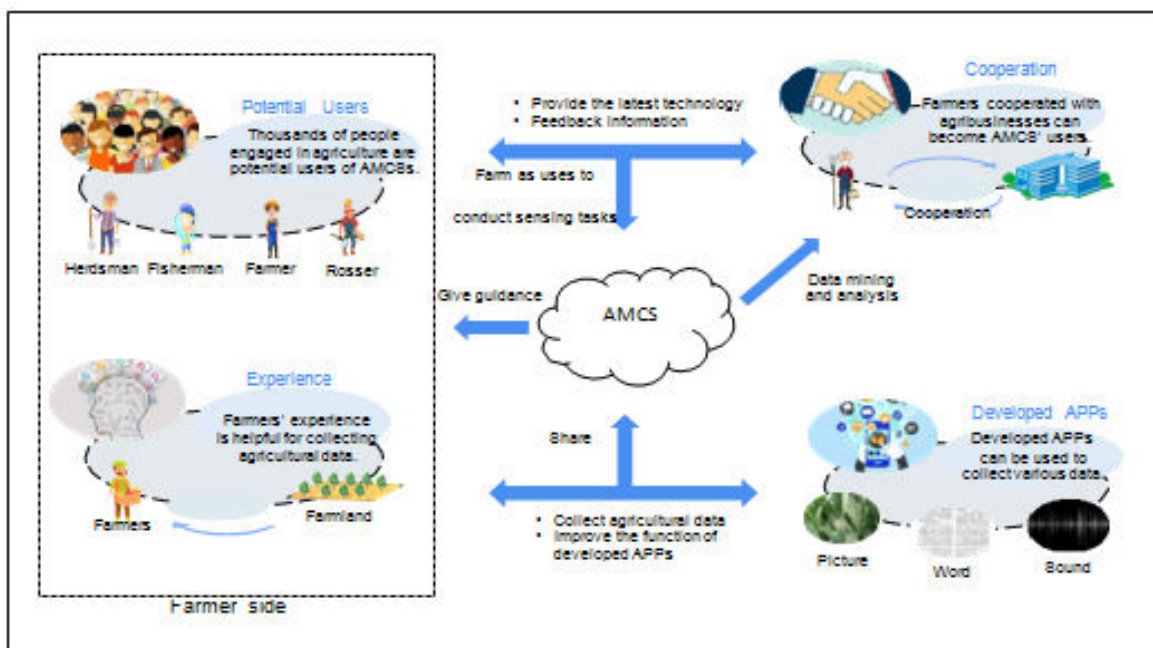 Potential Users
Thousands of people
engaged in agriculture are
potential users of AMCSs.
Herdsman
Fisherman
Farmer
Rosser
Experience
Farmers' experience
is helpful for collecting
agricultural data.
Farmers
Farmland
Farmer side
• Provide the latest technology
• Feedback Information
Farm as uses to
conduct sensing tasks
Give guidance
AMCS
Data mining
and analysis
Share
• Collect agricultural data
• Improve the function of
developed APPs
Cooperation
Farmers cooperated with
agribusinesses can
become AMCS' users.
Cooperation
Developed APPs
Developed APPs
can be used to
collect various data.
Picture
Word
Sound